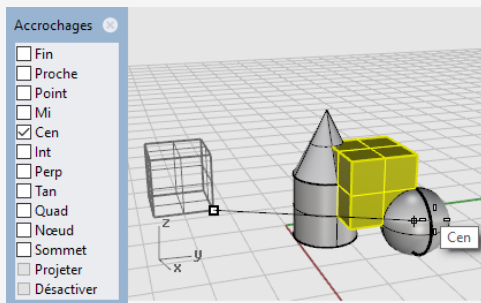 Accrochages
Fin
Proche
Point
Mi
Cen
Int
Perp
Tan
Quad
Nœud
Sommet
Projeter
Désactiver
z
y
x
Cen